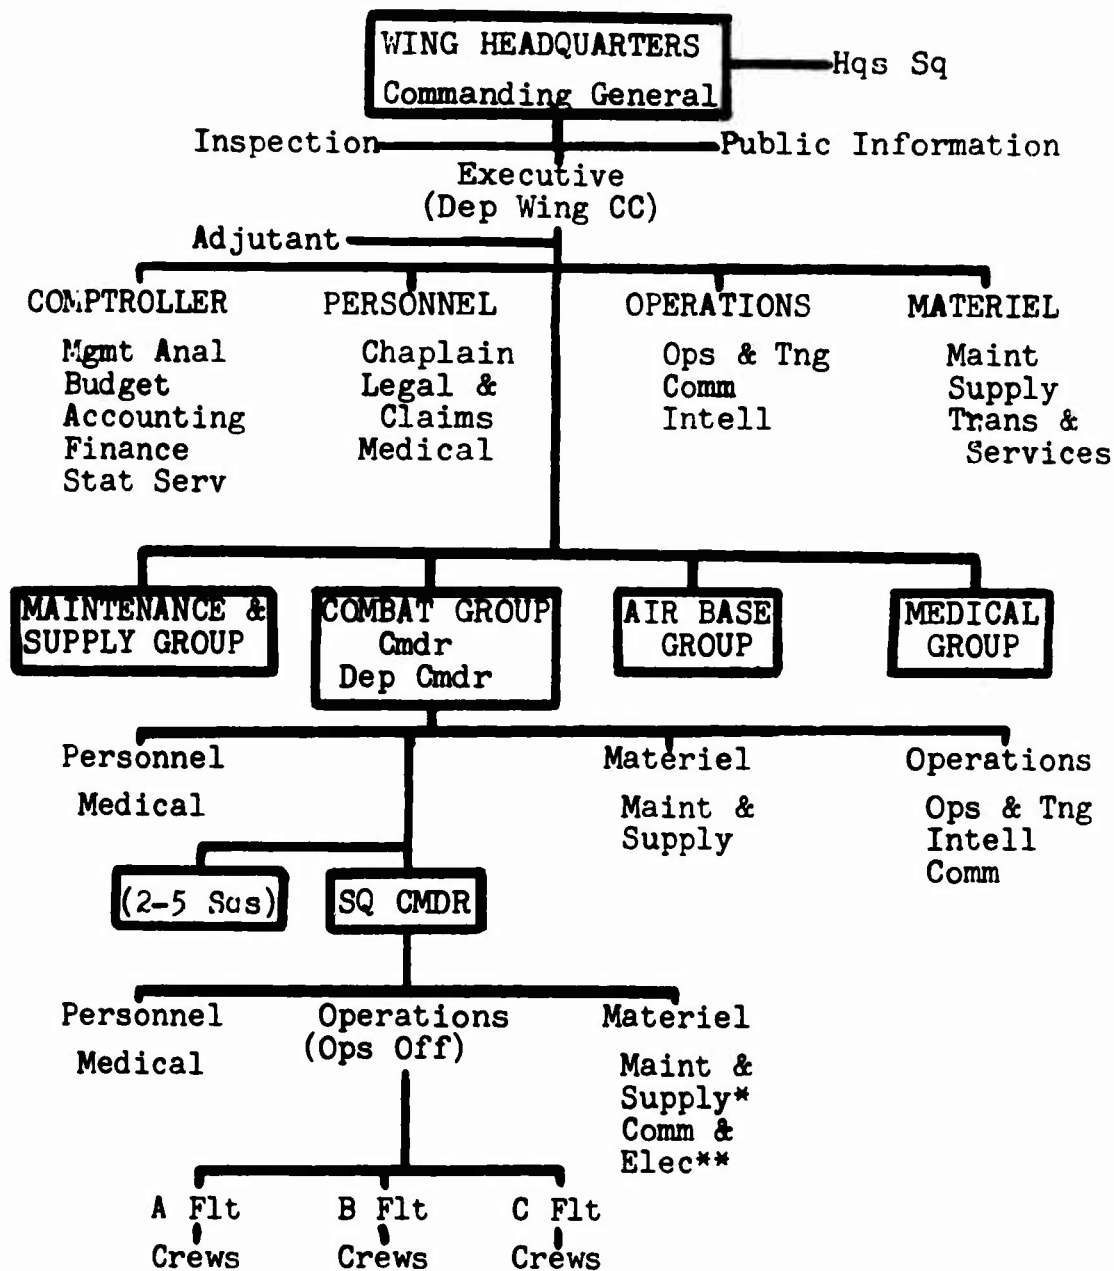 WING HEADQUARTERS
Commanding General
Hqs Sq
Inspection
Public Information
Executive
(Dep Wing CC)
Adjutant
COMPTROLLER
Mgmt Anal
Budget
Accounting
Finance
Stat Serv
PERSONNEL
Chaplain
Legal &
Claims
Medical
OPERATIONS
Ops & Tng
Comm
Intell
MATERIEL
Maint
Supply
Trans &
Services
MAINTENANCE &
SUPPLY GROUP
COMBAT GROUP
Cmdr
Dep Cmdr
AIR BASE
GROUP
MEDICAL
GROUP
Personnel
Medical
Materiel
Maint &
Supply
Operations
Ops & Tng
Intell
Comm
(2-5 Sqs)
SQ CMDR
Personnel
Medical
Operations
(Ops Off)
Materiel
Maint &
Supply*
Comm &
Elec**
A Flt
Crews
B Flt
Crews
C Flt
Crews